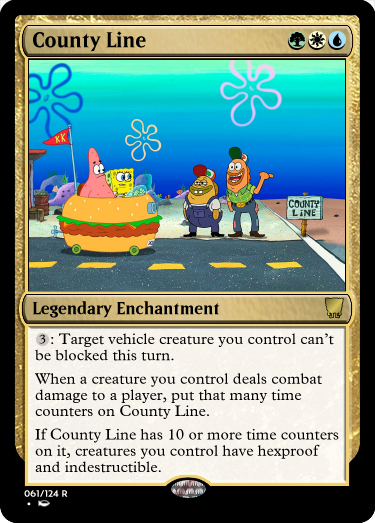 County Line
KK
COUNTY
LINE
Legendary Enchantment
3: Target vehicle creature you control can't
be blocked this turn.
When a creature you control deals combat
damage to a player, put that many time
counters on County Line.
If County Line has 10 or more time counters
on it, creatures you control have hexproof
and indestructible.
061/124 R